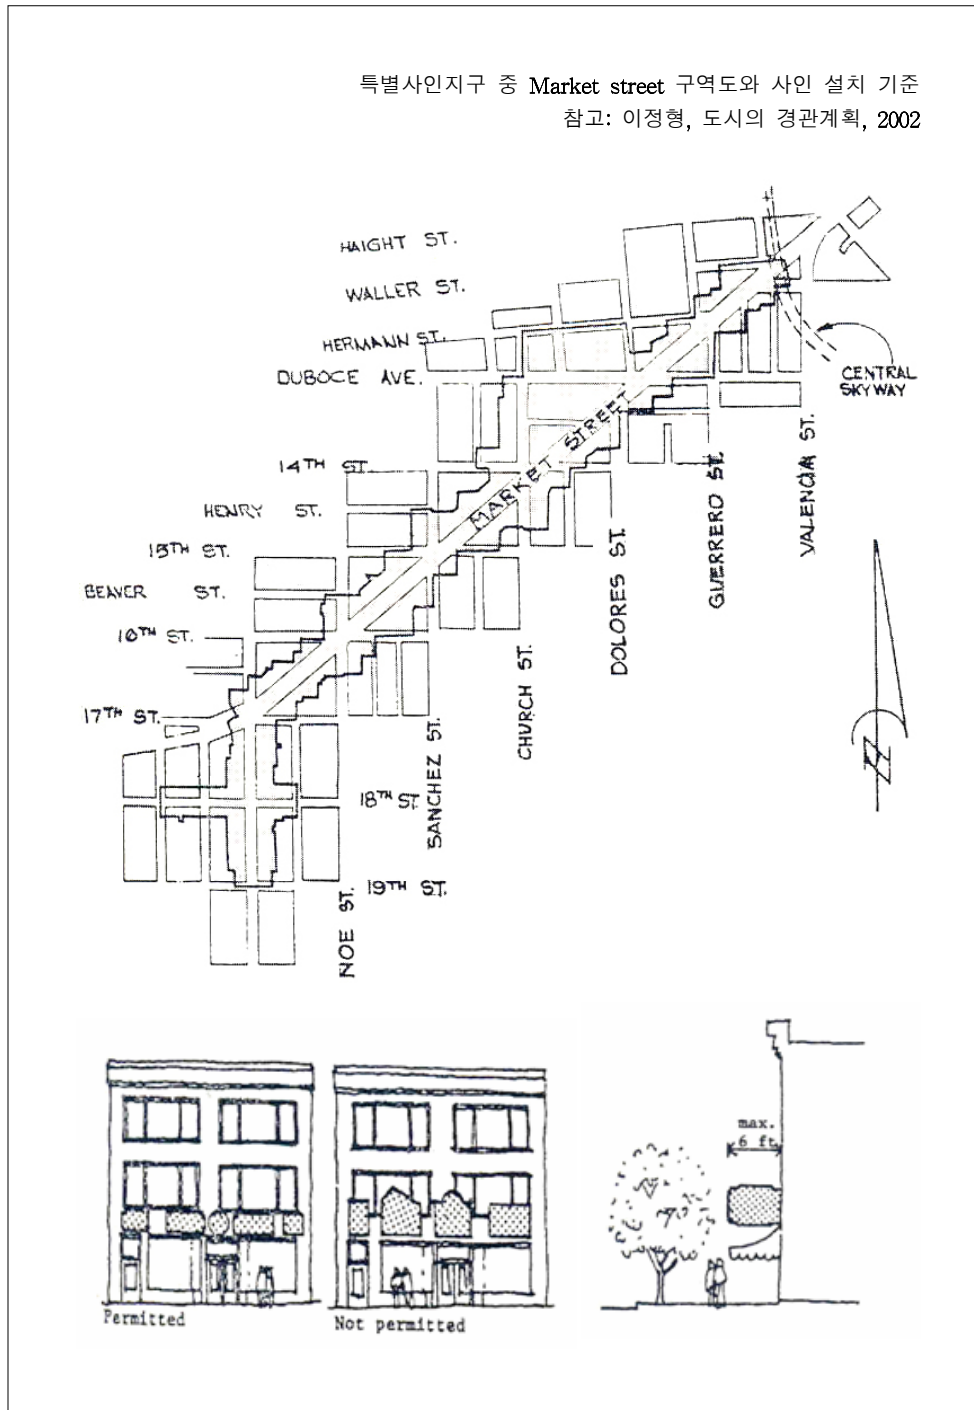 특별사인지구 중 Market street 구역도와 사인 설치 기준
참고: 이정형, 도시의 경관계획, 2002
HAIGHT ST.
WALLER ST.
HERMANN ST.
DUBOCE AVE.
CENTRAL
SKYWAY
MARKET STREET
14TH ST.
HENRY ST.
15TH ST.
BEAVER ST.
16TH ST.
17TH ST.
18TH ST.
19TH ST.
NOE ST.
SANCHEZ ST.
CHURCH ST.
DOLORES ST.
GUERRERO ST.
VALENCIA ST.
max.
6 ft
Permitted
Not permitted